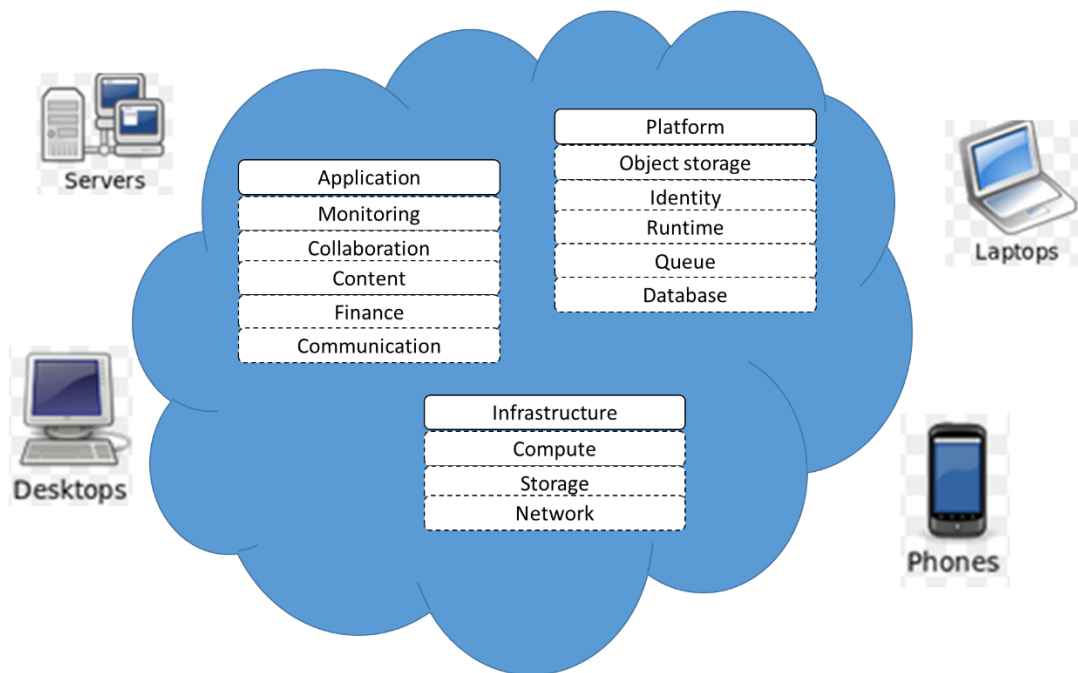 Servers
Application
Monitoring
Collaboration
Content
Finance
Communication
Platform
Object storage
Identity
Runtime
Queue
Database
Laptops
Desktops
Infrastructure
Compute
Storage
Network
Phones